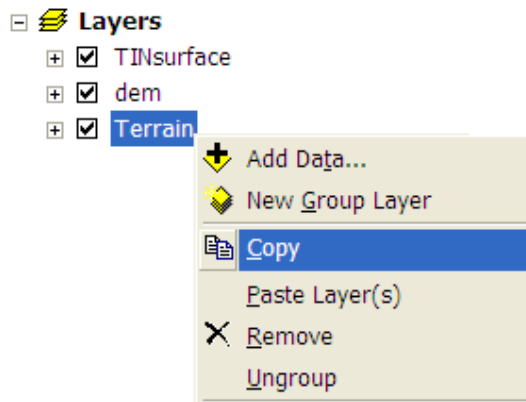 Layers
TINsurface
dem
Terrain
Add Data...
New Group Layer
Copy
Paste Layer(s)
Remove
Ungroup